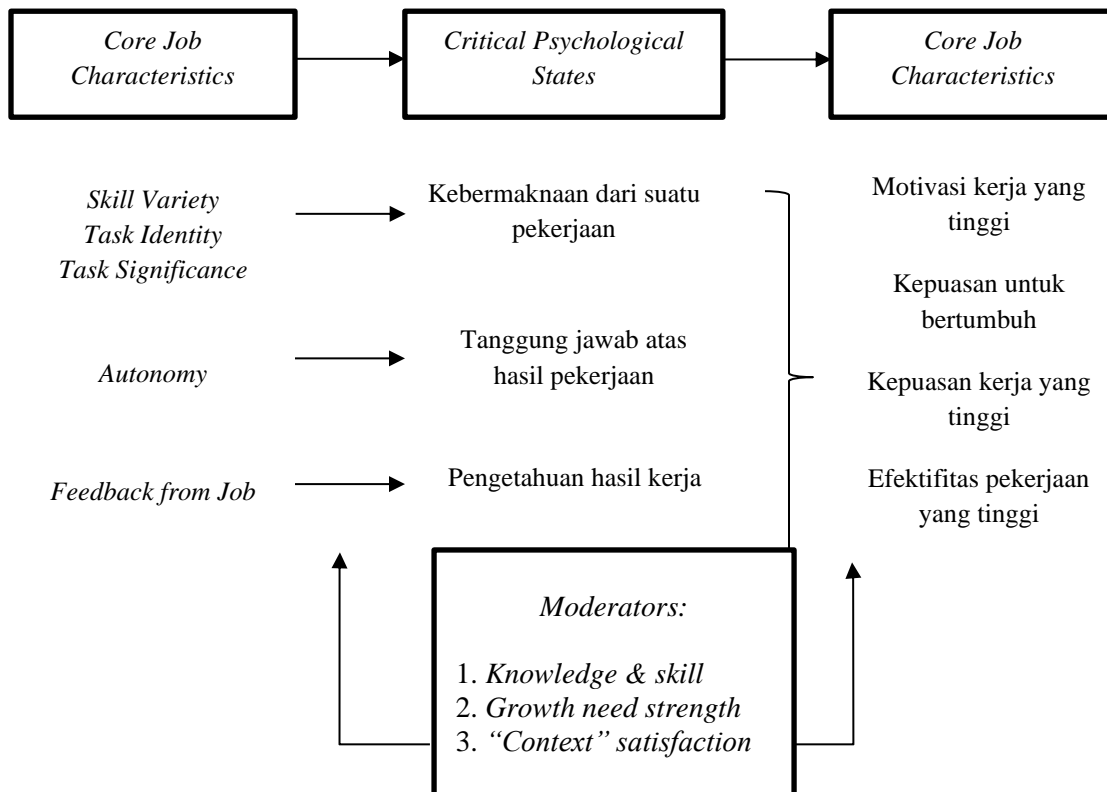 Core Job
Characteristics
Critical Psychological
States
Core Job
Characteristics
Skill Variety
Task Identity
Task Significance
Kebermaknaan dari suatu
pekerjaan
Motivasi kerja yang
tinggi
Kepuasan untuk
bertumbuh
Autonomy
Tanggung jawab atas
hasil pekerjaan
Kepuasan kerja yang
tinggi
Feedback from Job
Pengetahuan hasil kerja
Efektifitas pekerjaan
yang tinggi
Moderators:
1. Knowledge & skill
2. Growth need strength
3. “Context” satisfaction